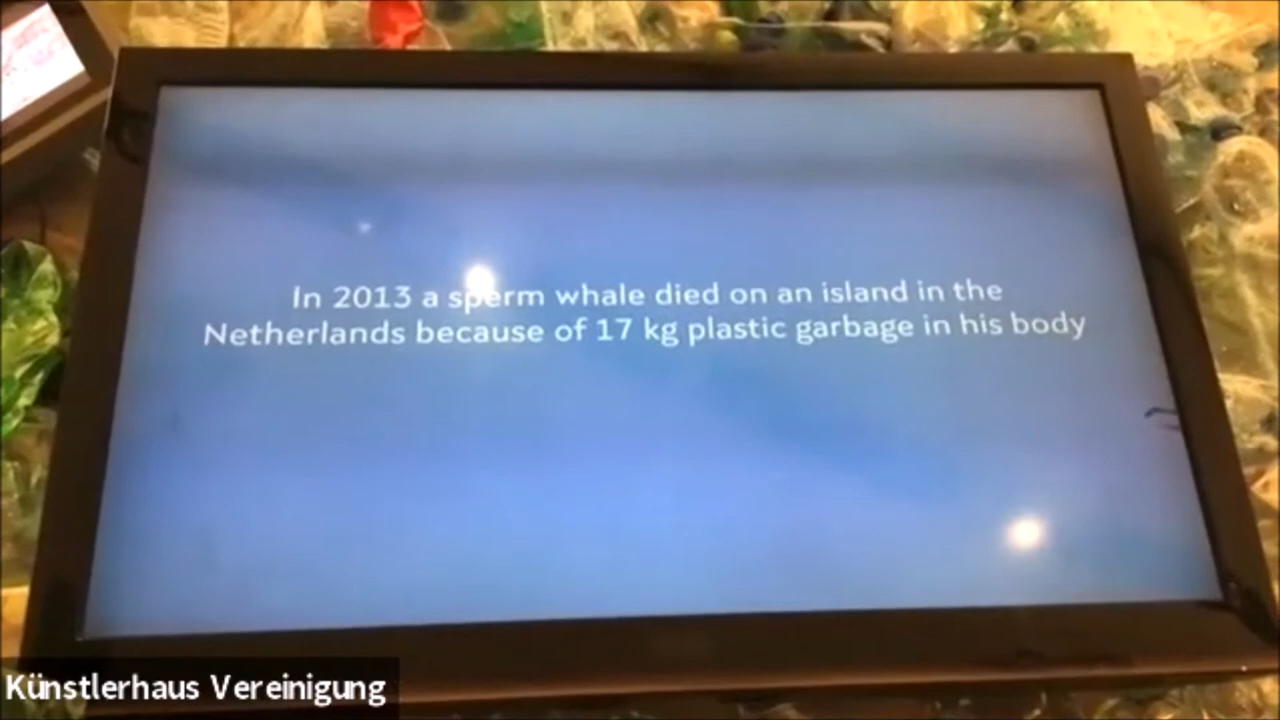 In 2013 a sperm whale died on an island in the
Netherlands because of 17 kg plastic garbage in his body
Künstlerhaus Vereinigung